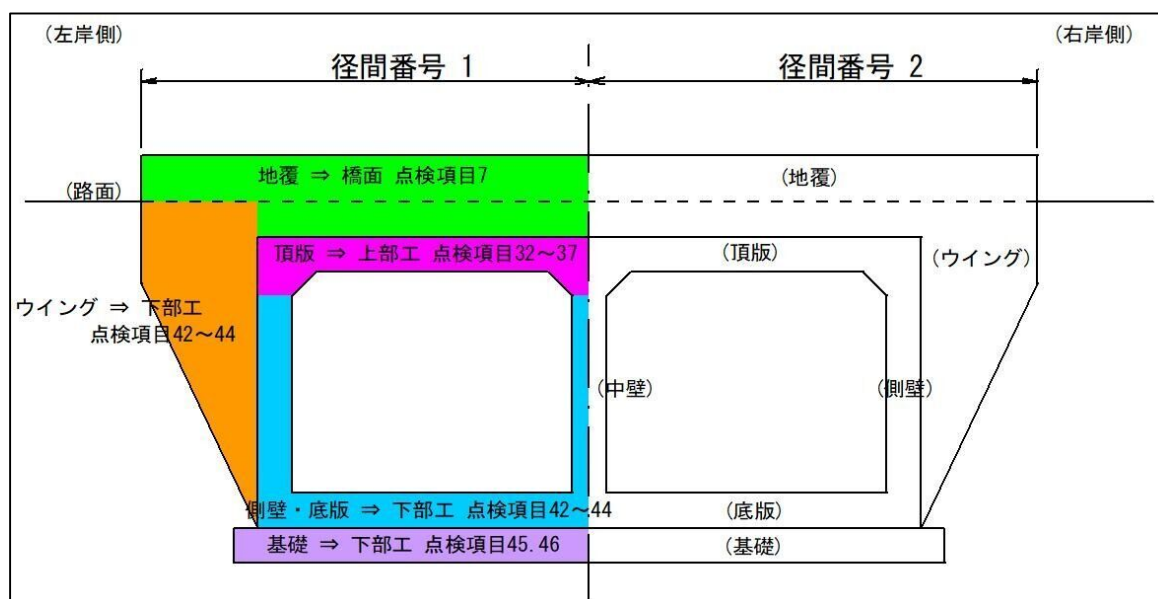 (左岸側)
(右岸側)
径間番号 1
径間番号 2
地覆 ⇒ 橋面 点検項目7
(地覆)
(路面)
頂版 ⇒ 上部工 点検項目32~37
(頂版)
(ウイング)
ウイング ⇒ 下部工
点検項目42~44
(中壁)
(側壁)
側壁・底版 ⇒ 下部工 点検項目42~44
(底版)
基礎 ⇒ 下部工 点検項目45.46
(基礎)